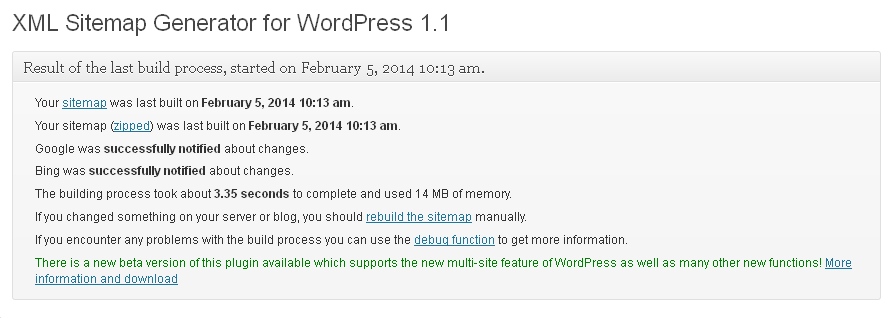 XML Sitemap Generator for WordPress 1.1
Result of the last build process, started on February 5, 2014 10:13 am.
Your sitemap was last built on February 5, 2014 10:13 am.
Your sitemap (zipped) was last built on February 5, 2014 10:13 am.
Google was successfully notified about changes.
Bing was successfully notified about changes.
The building process took about 3.35 seconds to complete and used 14 MB of memory.
If you changed something on your server or blog, you should rebuild the sitemap manually.
If you encounter any problems with the build process you can use the debug function to get more information.
There is a new beta version of this plugin available which supports the new multi-site feature of WordPress as well as many other new functions! More
information and download